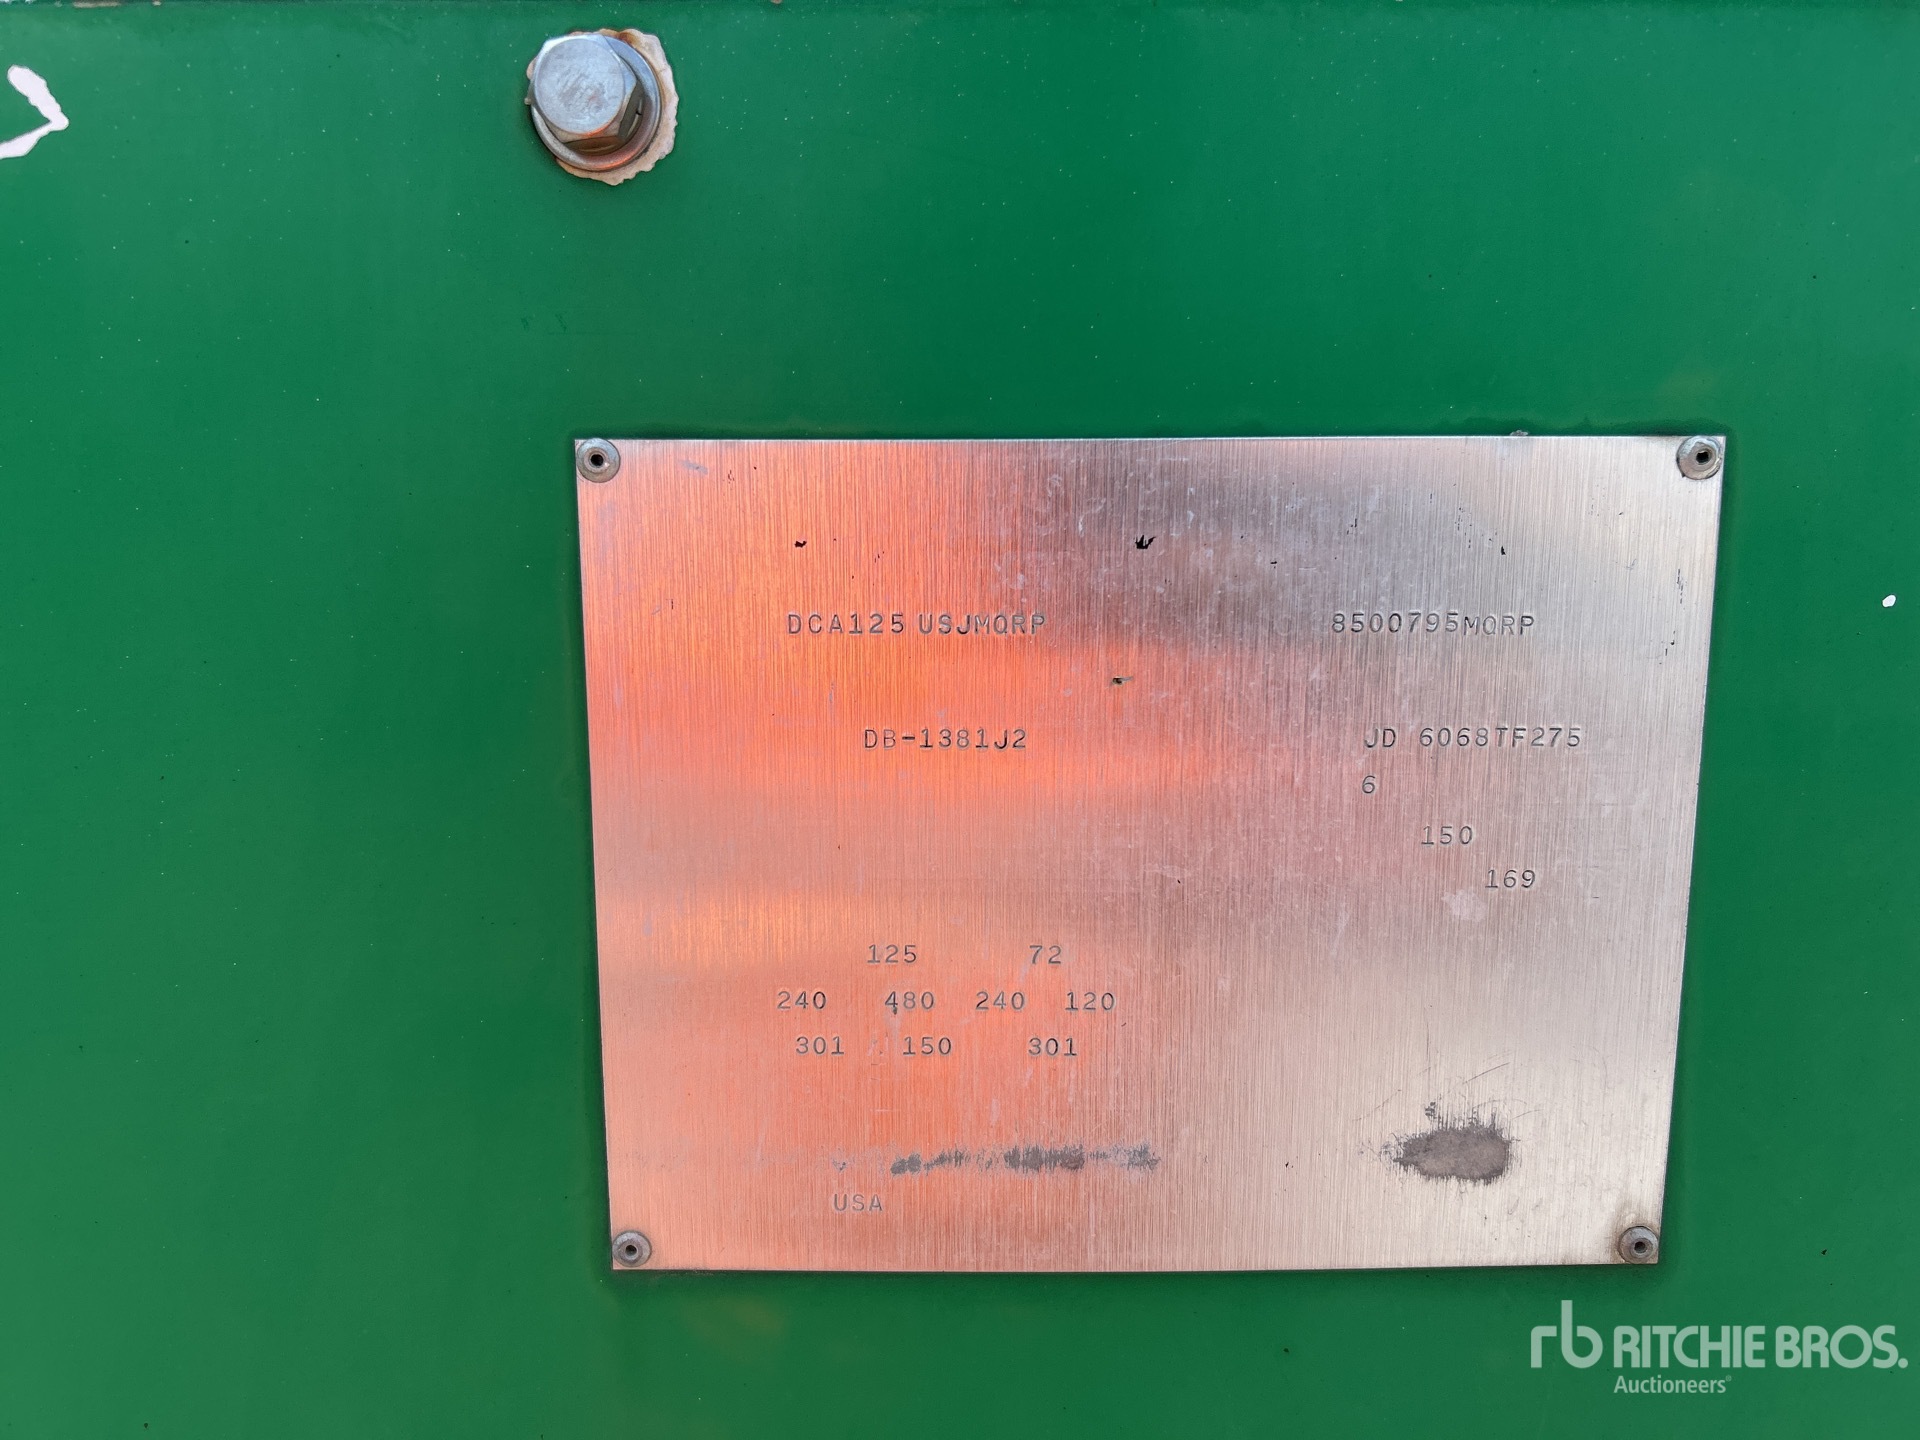 DCA125 USJMQRP 8500795MQRP
DB-1381J2 JD 6068TF275
6
150
169
125 72
240 480 240 120
301 150 301
USA
rb RITCHIE BROS.
Auctioneers